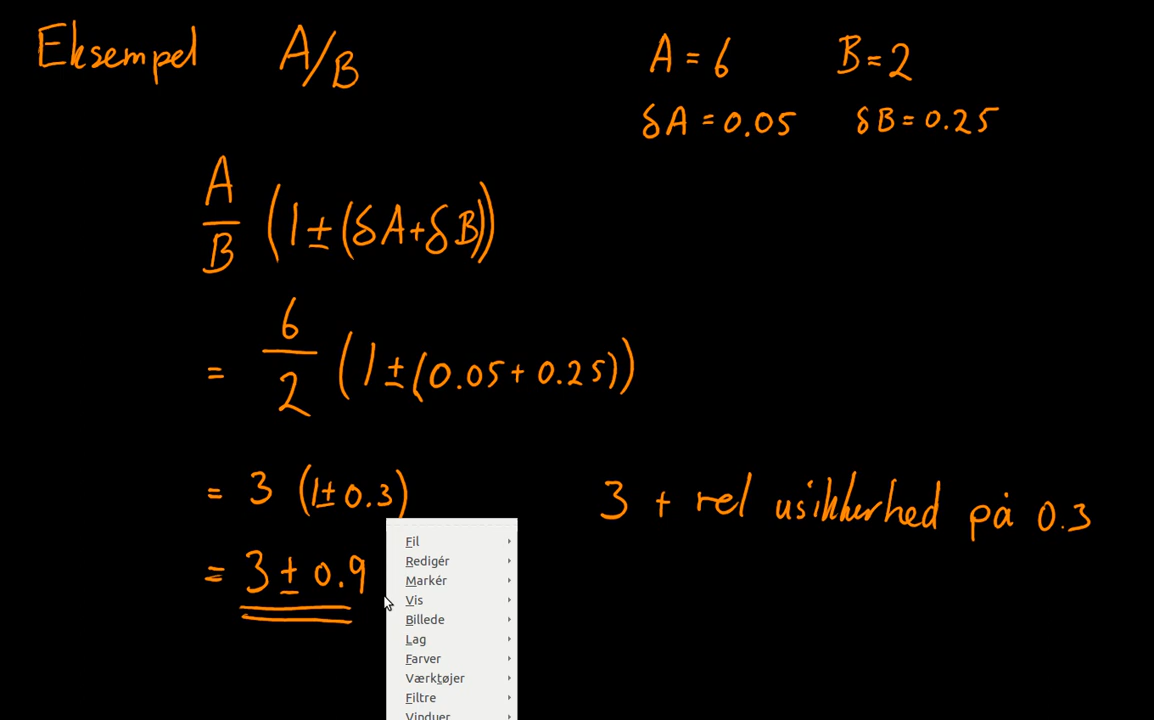 Eksempel A/B A = 6 B = 2
δA = 0.05 δB = 0.25
A/B (1 ± (δA + δB))
= 6/2 (1 ± (0.05 + 0.25))
= 3 (1 ± 0.3) 3 + rel usikkerhed på 0.3
= 3 ± 0.9
Fil
Redigér
Markér
Vis
Billede
Lag
Farver
Værktøjer
Filtre
Vinduer